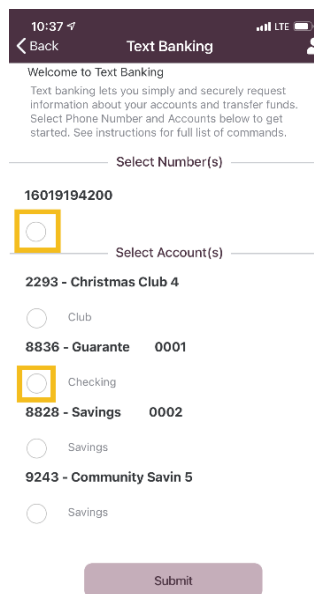 10:37 LTE
Back Text Banking
Welcome to Text Banking
Text banking lets you simply and securely request
information about your accounts and transfer funds.
Select Phone Number and Accounts below to get
started. See instructions for full list of commands.
Select Number(s)
16019194200
Select Account(s)
2293 - Christmas Club 4
Club
8836 - Guarante 0001
Checking
8828 - Savings 0002
Savings
9243 - Community Savin 5
Savings
Submit